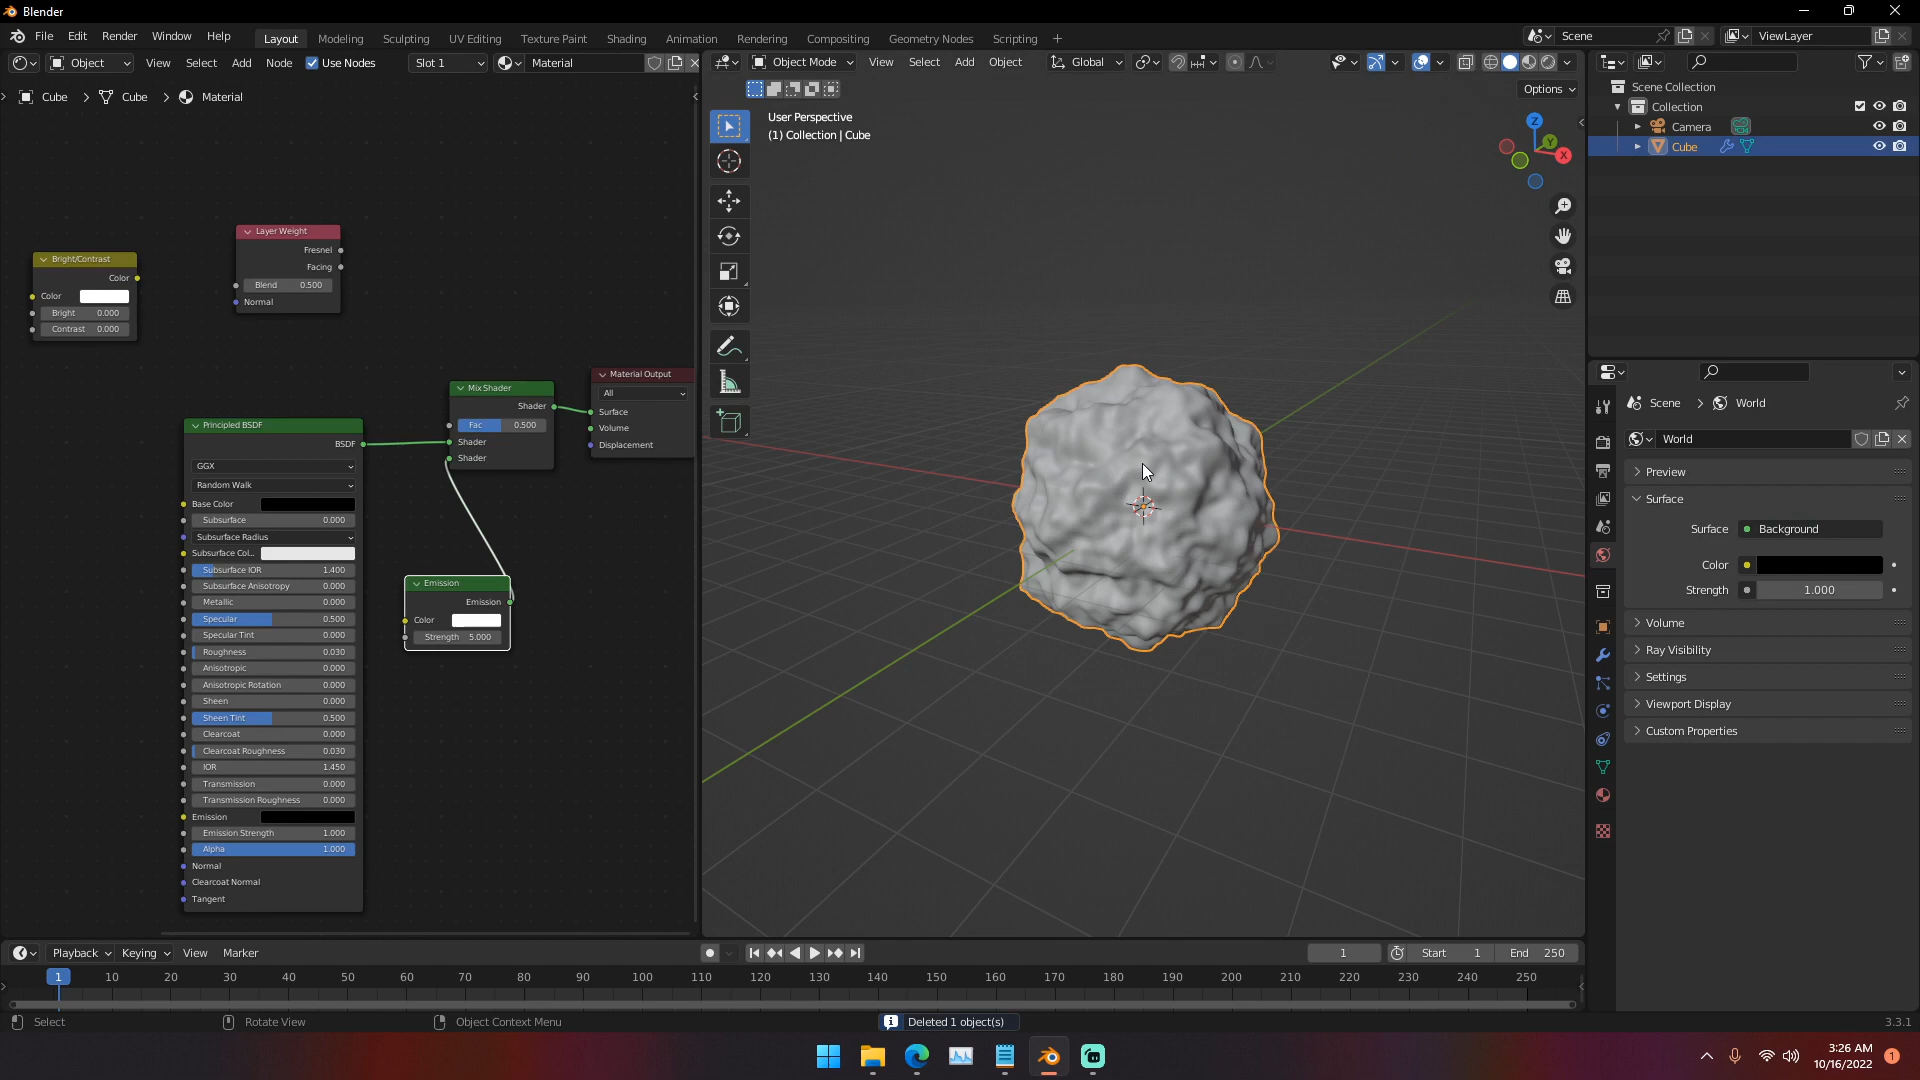 Blender
File Edit Render Window Help
Layout Modeling Sculpting UV Editing Texture Paint Shading Animation Rendering Compositing Geometry Nodes Scripting +
Scene
ViewLayer
Object View Select Add Node Use Nodes Slot 1 Material
Object Mode View Select Add Object Global
Options
Cube > Cube > Material
User Perspective
(1) Collection | Cube
Z
Y
X
Scene Collection
Collection
Camera
Cube
Layer Weight
Fresnel
Facing
Blend 0.500
Normal
Bright/Contrast
Color
Color
Bright 0.000
Contrast 0.000
Mix Shader
Shader
Fac 0.500
Shader
Shader
Material Output
All
Surface
Volume
Displacement
Principled BSDF
BSDF
GGX
Random Walk
Base Color
Subsurface 0.000
Subsurface Radius
Subsurface Col...
Subsurface IOR 1.400
Subsurface Anisotropy 0.000
Metallic 0.000
Specular 0.500
Specular Tint 0.000
Roughness 0.030
Anisotropic 0.000
Anisotropic Rotation 0.000
Sheen 0.000
Sheen Tint 0.500
Clearcoat 0.000
Clearcoat Roughness 0.030
IOR 1.450
Transmission 0.000
Transmission Roughness 0.000
Emission
Emission Strength 1.000
Alpha 1.000
Normal
Clearcoat Normal
Tangent
Emission
Emission
Color
Strength 5.000
Scene > World
World
Preview
Surface
Surface Background
Color
Strength 1.000
Volume
Ray Visibility
Settings
Viewport Display
Custom Properties
Playback Keying View Marker
1 Start 1 End 250
1 10 20 30 40 50 60 70 80 90 100 110 120 130 140 150 160 170 180 190 200 210 220 230 240 250
Select Rotate View Object Context Menu
Deleted 1 object(s)
3.3.1
3:26 AM
10/16/2022
1